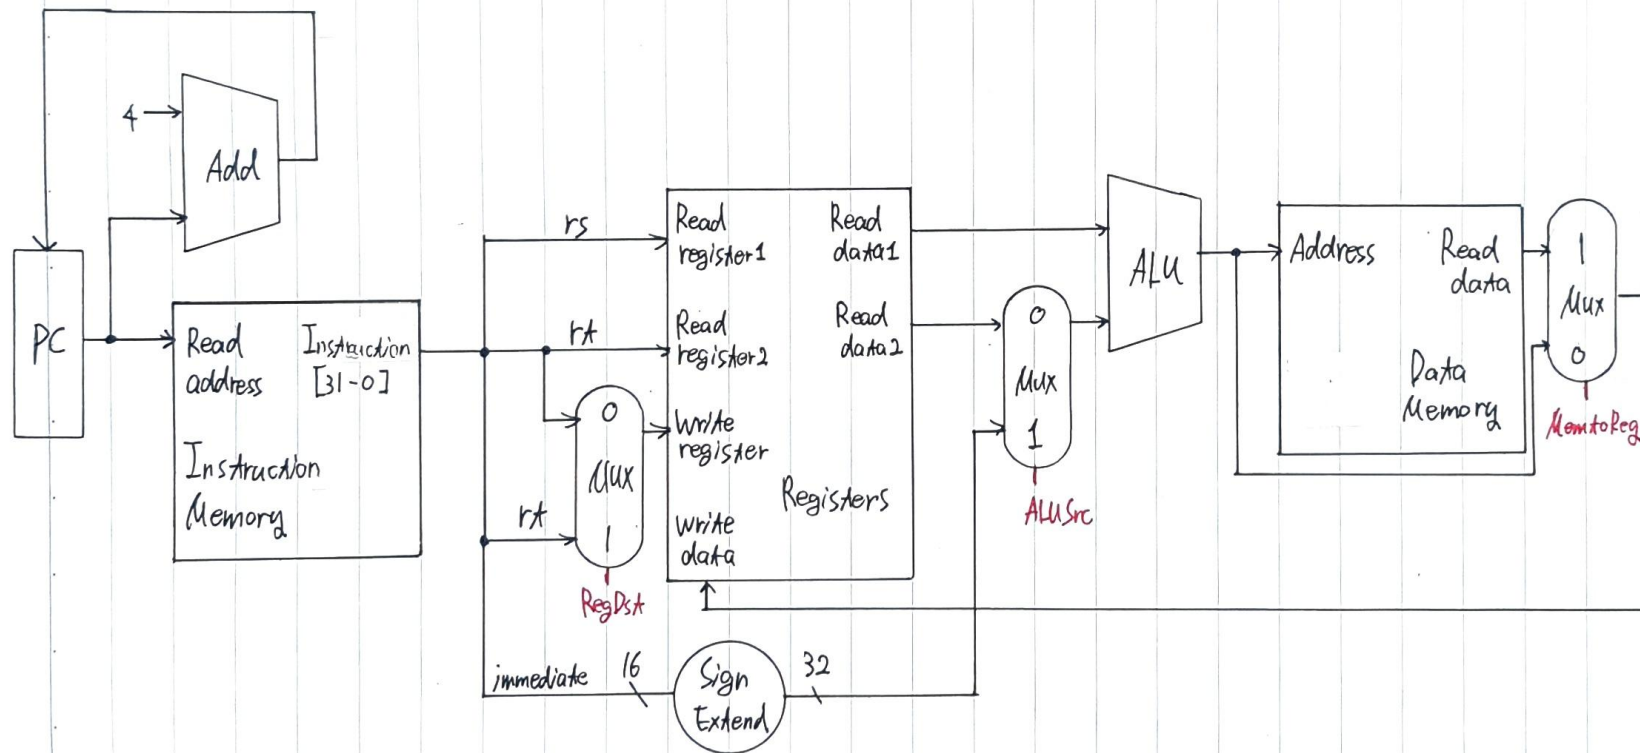 4
Add
PC
Read
address
Instruction
[31-0]
Instruction
Memory
rs
rt
rt
immediate
16
0
Mux
1
RegDst
Read
register1
Read
register2
Write
register
Write
data
Read
data1
Read
data2
Registers
Sign
Extend
32
0
Mux
1
ALUSrc
ALU
Address
Read
data
Data
Memory
1
Mux
0
MemtoReg